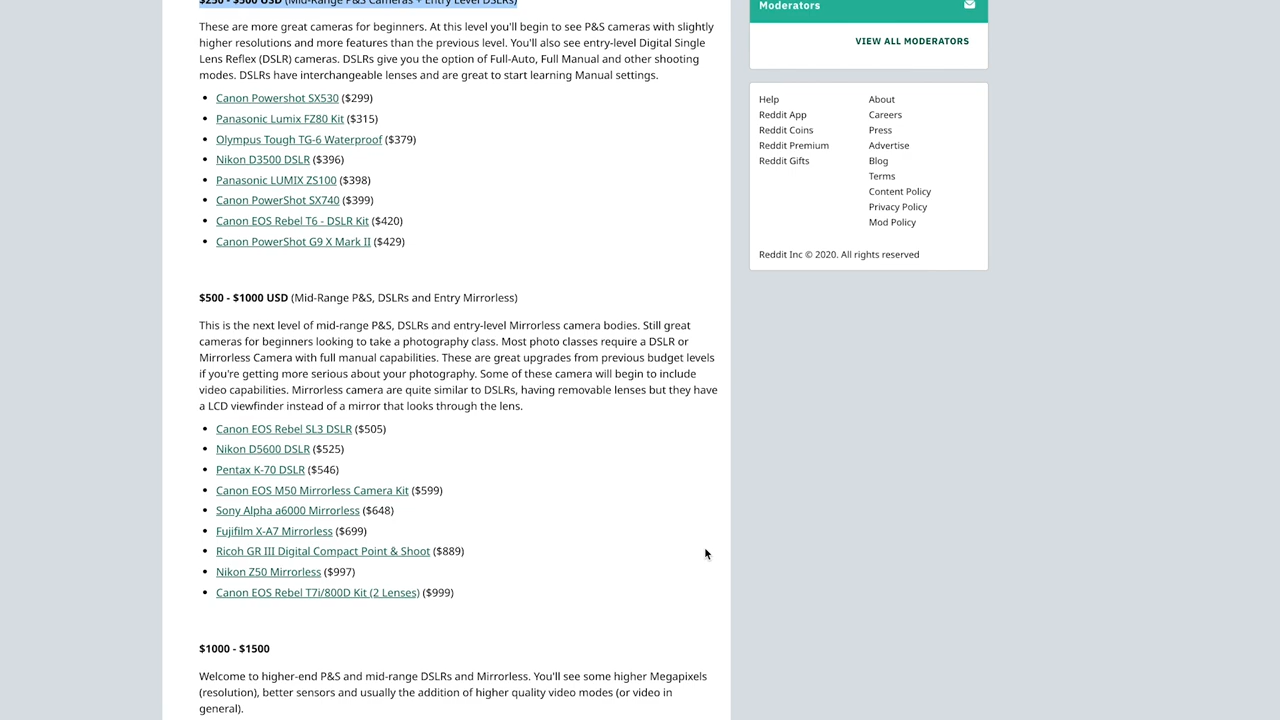 $250 - $500 USD (Mid-Range P&S Cameras + Entry Level DSLRs)
These are more great cameras for beginners. At this level you'll begin to see P&S cameras with slightly
higher resolutions and more features than the previous level. You'll also see entry-level Digital Single
Lens Reflex (DSLR) cameras. DSLRs give you the option of Full-Auto, Full Manual and other shooting
modes. DSLRs have interchangeable lenses and are great to start learning Manual settings.
• Canon Powershot SX530 ($299)
• Panasonic Lumix FZ80 Kit ($315)
• Olympus Tough TG-6 Waterproof ($379)
• Nikon D3500 DSLR ($396)
• Panasonic LUMIX ZS100 ($398)
• Canon PowerShot SX740 ($399)
• Canon EOS Rebel T6 - DSLR Kit ($420)
• Canon PowerShot G9 X Mark II ($429)
$500 - $1000 USD (Mid-Range P&S, DSLRs and Entry Mirrorless)
This is the next level of mid-range P&S, DSLRs and entry-level Mirrorless camera bodies. Still great
cameras for beginners looking to take a photography class. Most photo classes require a DSLR or
Mirrorless Camera with full manual capabilities. These are great upgrades from previous budget levels
if you're getting more serious about your photography. Some of these camera will begin to include
video capabilities. Mirrorless camera are quite similar to DSLRs, having removable lenses but they have
a LCD viewfinder instead of a mirror that looks through the lens.
• Canon EOS Rebel SL3 DSLR ($505)
• Nikon D5600 DSLR ($525)
• Pentax K-70 DSLR ($546)
• Canon EOS M50 Mirrorless Camera Kit ($599)
• Sony Alpha a6000 Mirrorless ($648)
• Fujifilm X-A7 Mirrorless ($699)
• Ricoh GR III Digital Compact Point & Shoot ($889)
• Nikon Z50 Mirrorless ($997)
• Canon EOS Rebel T7i/800D Kit (2 Lenses) ($999)
$1000 - $1500
Welcome to higher-end P&S and mid-range DSLRs and Mirrorless. You'll see some higher Megapixels
(resolution), better sensors and usually the addition of higher quality video modes (or video in
general).
Moderators
VIEW ALL MODERATORS
Help
Reddit App
Reddit Coins
Reddit Premium
Reddit Gifts
About
Careers
Press
Advertise
Blog
Terms
Content Policy
Privacy Policy
Mod Policy
Reddit Inc © 2020. All rights reserved